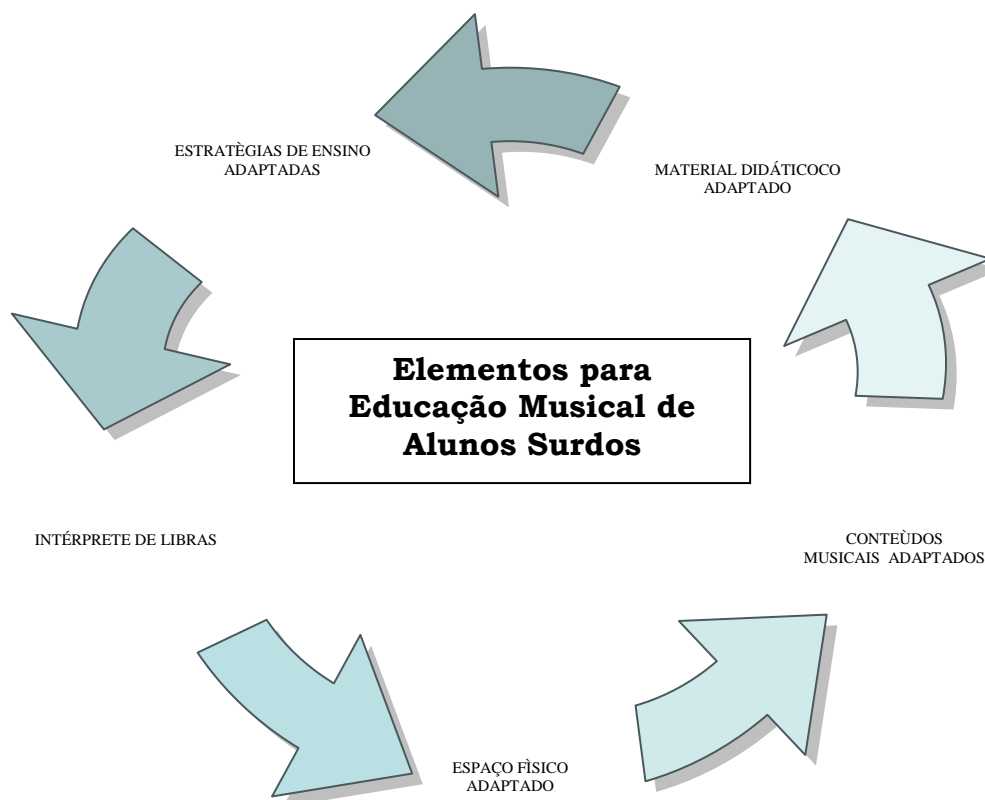 ESTRATÈGIAS DE ENSINO
ADAPTADAS
MATERIAL DIDÁTICOCO
ADAPTADO
Elementos para
Educação Musical de
Alunos Surdos
INTÉRPRETE DE LIBRAS
CONTEÙDOS
MUSICAIS ADAPTADOS
ESPAÇO FÌSICO
ADAPTADO